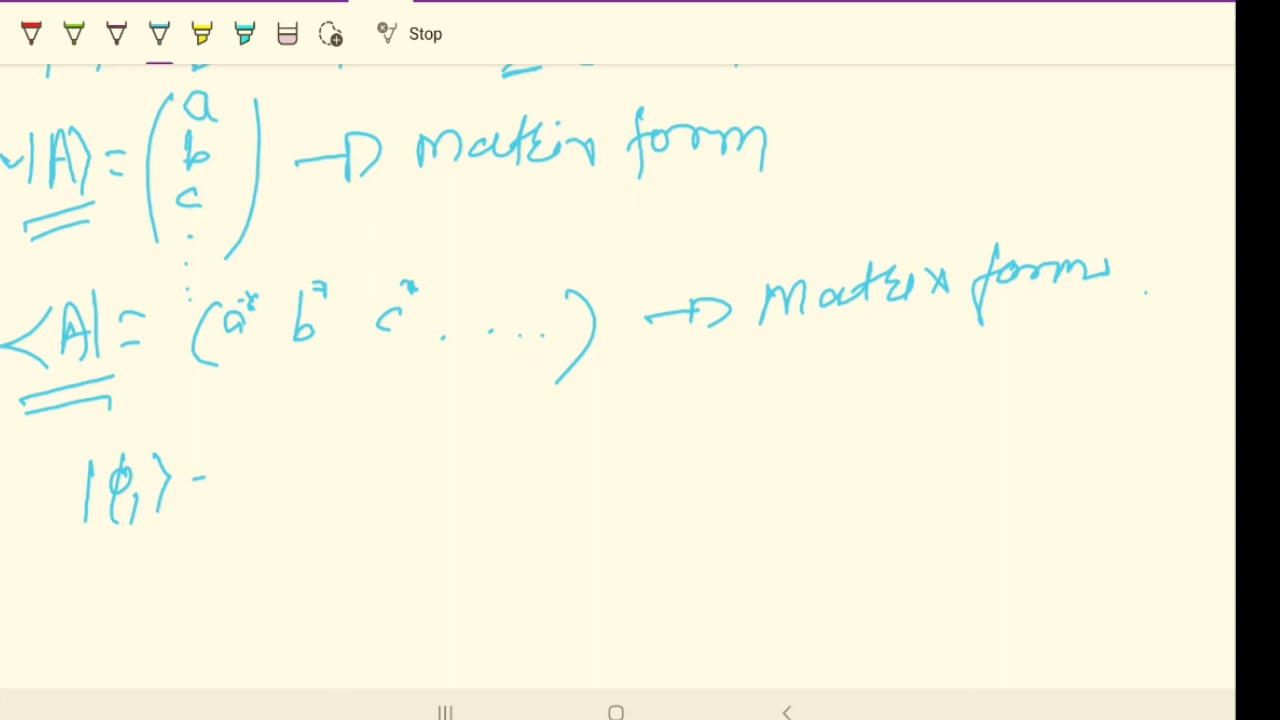 Stop
|A⟩ = ( a
b
c
⋮ ) → Matrix form
⟨A| = ( a* b* c* . .... ) → Matrix form
|φ₁⟩ -